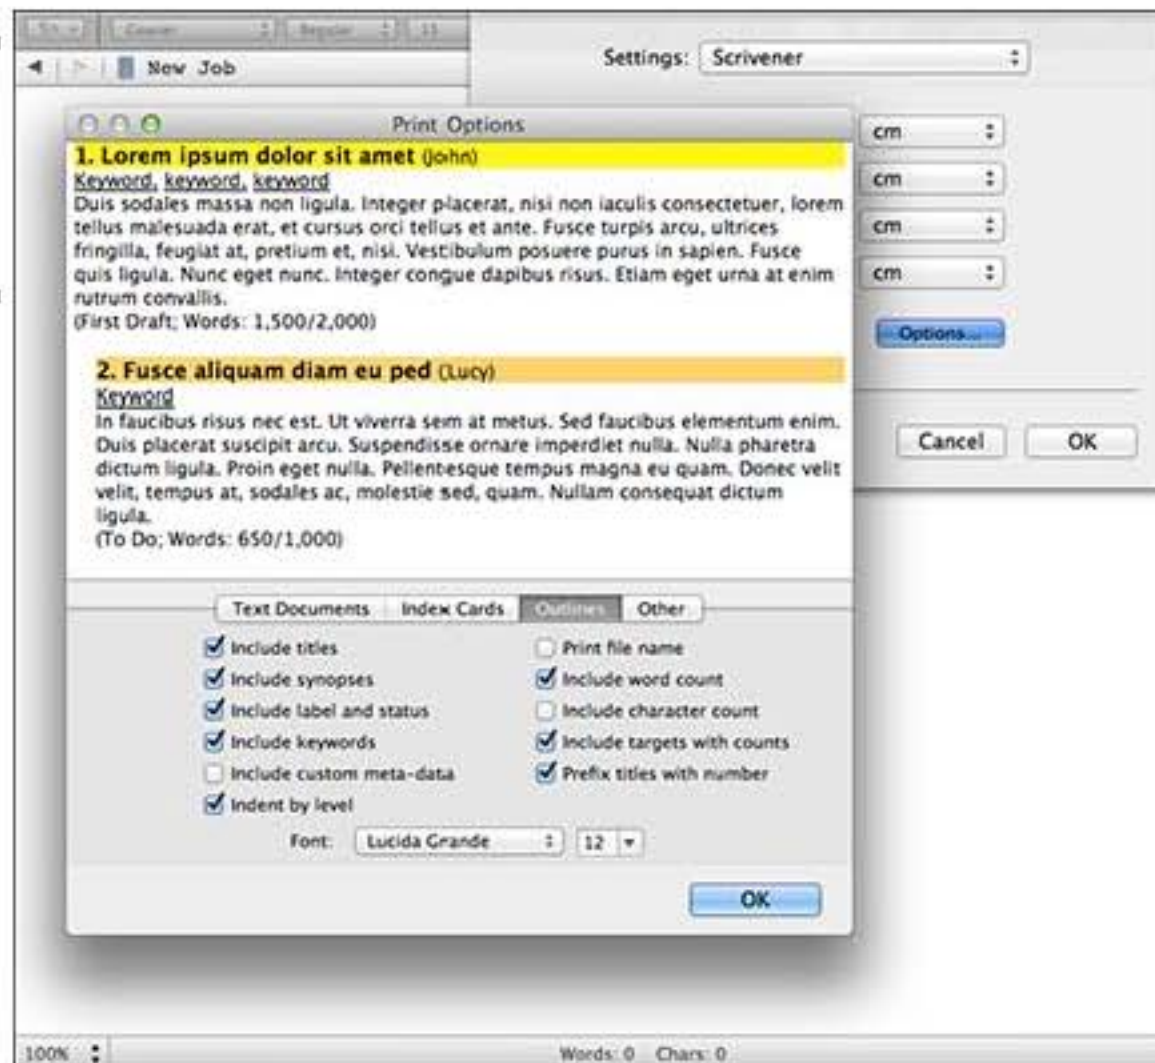 Courier Regular
New Job
Settings: Scrivener
cm
cm
cm
cm
Options...
Cancel OK
Print Options
1. Lorem ipsum dolor sit amet (John)
Keyword, keyword, keyword
Duis sodales massa non ligula. Integer placerat, nisi non iaculis consectetuer, lorem
tellus malesuada erat, et cursus orci tellus et ante. Fusce turpis arcu, ultrices
fringilla, feugiat at, pretium et, nisi. Vestibulum posuere purus in sapien. Fusce
quis ligula. Nunc eget nunc. Integer congue dapibus risus. Etiam eget urna at enim
rutrum convallis.
(First Draft; Words: 1,500/2,000)
2. Fusce aliquam diam eu ped (Lucy)
Keyword
In faucibus risus nec est. Ut viverra sem at metus. Sed faucibus elementum enim.
Duis placerat suscipit arcu. Suspendisse ornare imperdiet nulla. Nulla pharetra
dictum ligula. Proin eget nulla. Pellentesque tempus magna eu quam. Donec velit
velit, tempus at, sodales ac, molestie sed, quam. Nullam consequat dictum
ligula.
(To Do; Words: 650/1,000)
Text Documents Index Cards Outlines Other
Include titles Print file name
Include synopses Include word count
Include label and status Include character count
Include keywords Include targets with counts
Include custom meta-data Prefix titles with number
Indent by level
Font: Lucida Grande 12
OK
100% Words: 0 Chars: 0